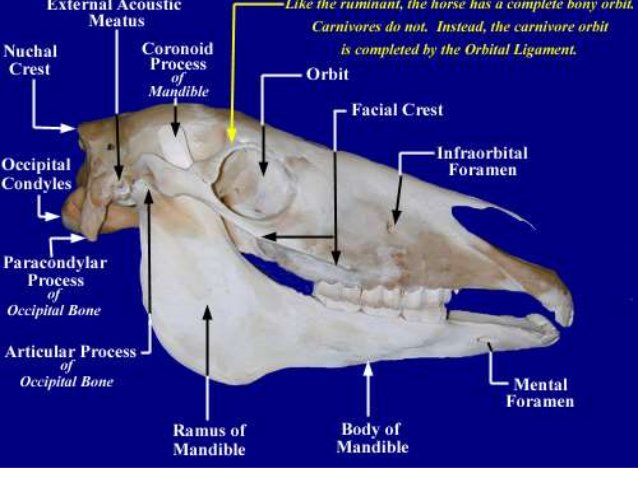 External Acoustic
Meatus
Like the ruminant, the horse has a complete bony orbit.
Carnivores do not. Instead, the carnivore orbit
is completed by the Orbital Ligament.
Nuchal
Crest
Coronoid
Process
of
Mandible
Orbit
Facial Crest
Infraorbital
Foramen
Occipital
Condyles
Paracondylar
Process
of
Occipital Bone
Articular Process
of
Occipital Bone
Ramus of
Mandible
Body of
Mandible
Mental
Foramen